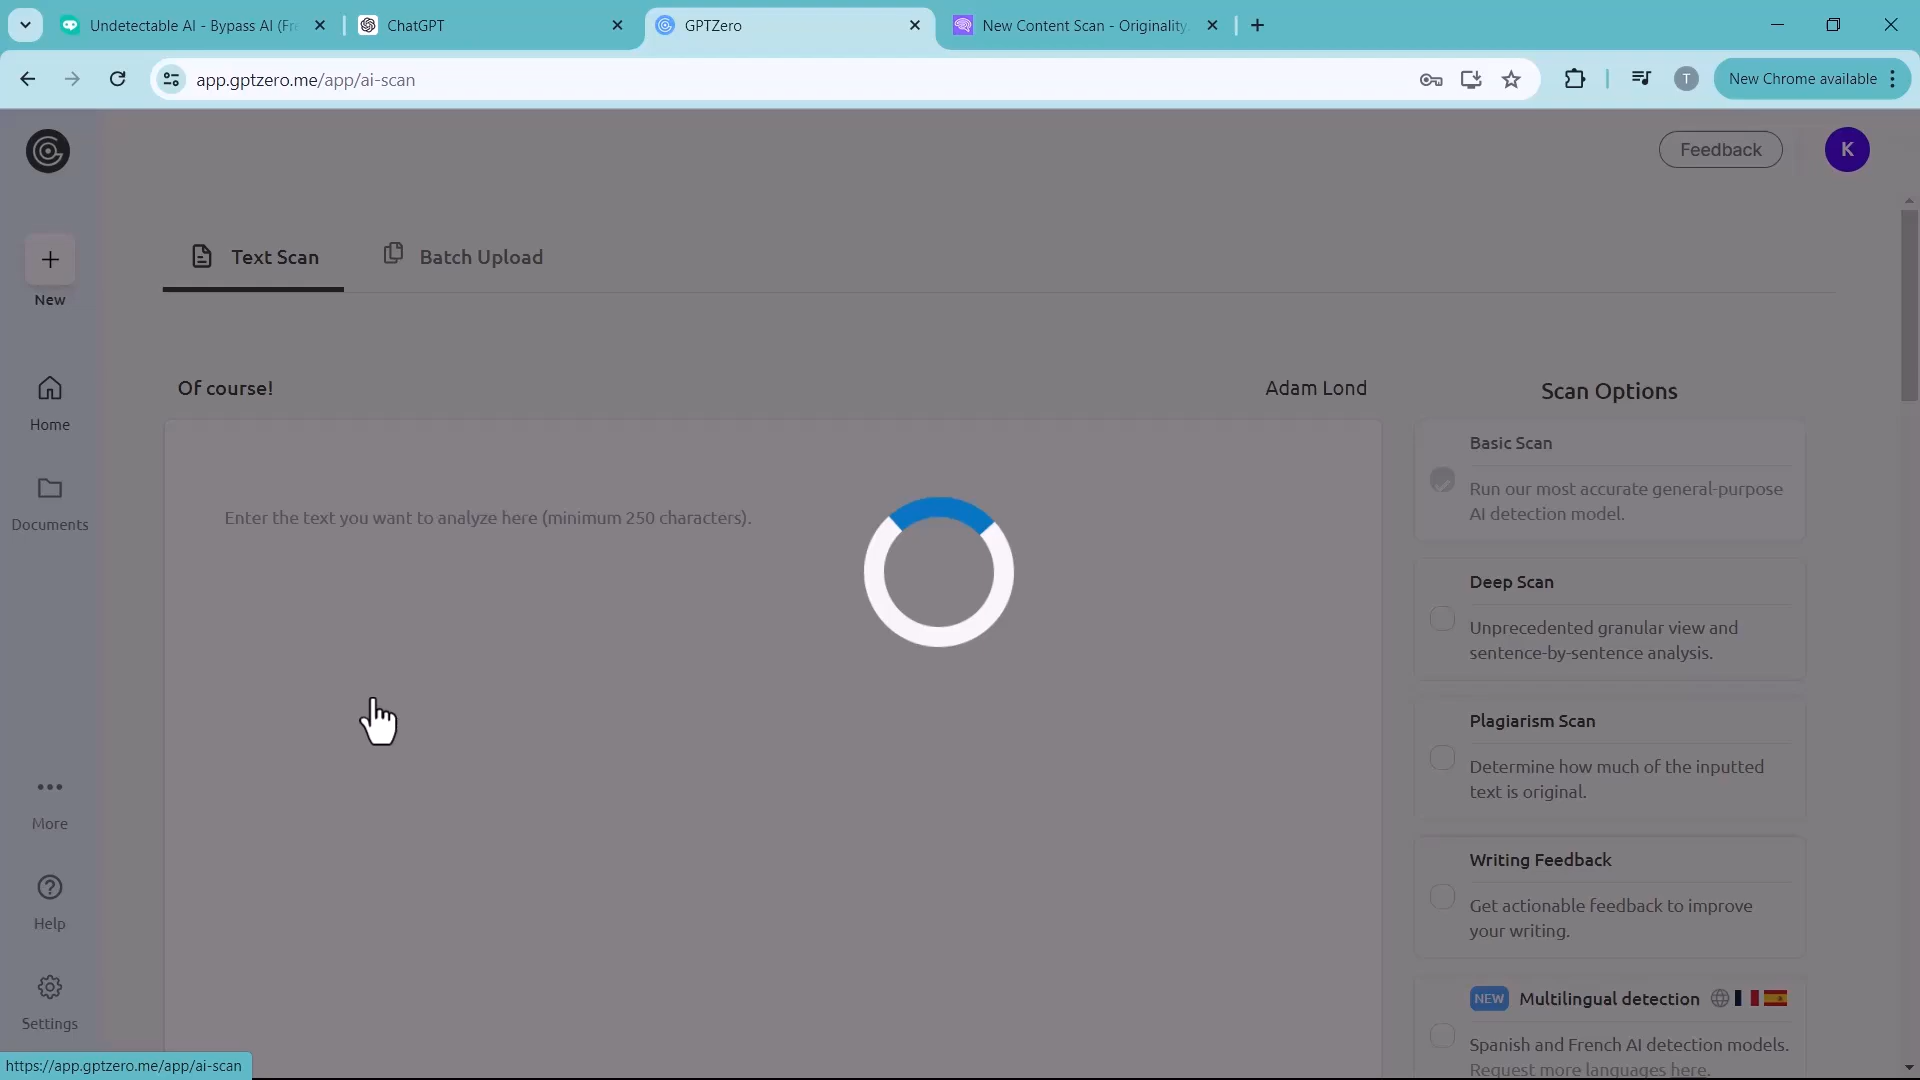 Undetectable AI - Bypass AI (Fre
ChatGPT
GPTZero
New Content Scan - Originality.
app.gptzero.me/app/ai-scan
T
New Chrome available
Feedback
K
New
Text Scan
Batch Upload
Of course!
Adam Lond
Scan Options
Home
Basic Scan
Run our most accurate general-purpose
AI detection model.
Enter the text you want to analyze here (minimum 250 characters).
Documents
Deep Scan
Unprecedented granular view and
sentence-by-sentence analysis.
Plagiarism Scan
Determine how much of the inputted
text is original.
More
Writing Feedback
Get actionable feedback to improve
your writing.
Help
NEW Multilingual detection
Settings
Spanish and French AI detection models.
Request more languages here.
https://app.gptzero.me/app/ai-scan